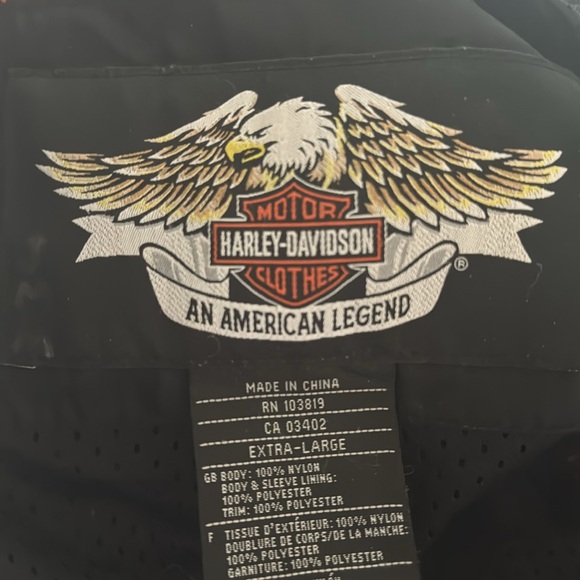 MOTOR
HARLEY-DAVIDSON
CLOTHES
®
AN AMERICAN LEGEND
MADE IN CHINA
RN 103819
CA 03402
EXTRA-LARGE
GB BODY: 100% NYLON
BODY & SLEEVE LINING:
100% POLYESTER
TRIM: 100% POLYESTER
F TISSUE D'EXTÉRIEUR: 100% NYLON
DOUBLURE DE CORPS/DE LA MANCHE:
100% POLYESTER
GARNITURE: 100% POLYESTER